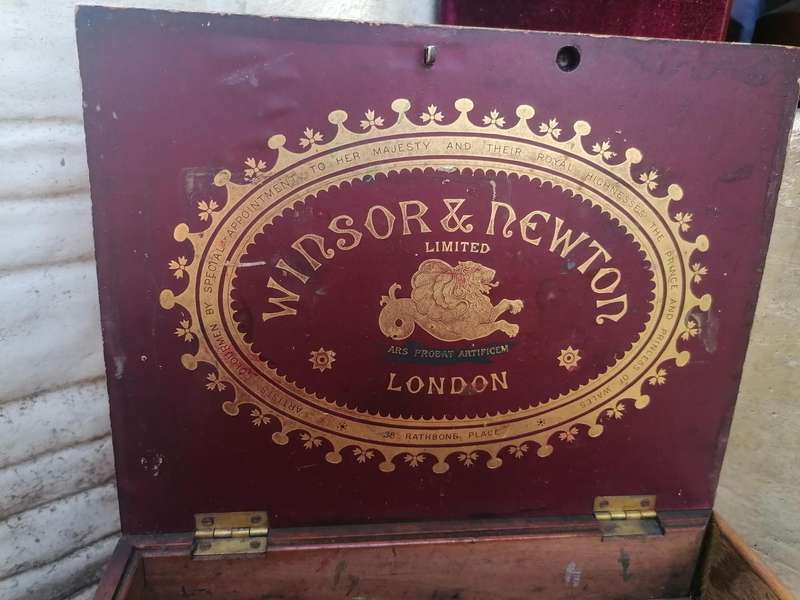 ARTISTS' COLOURMEN BY SPECIAL APPOINTMENT TO HER MAJESTY AND THEIR ROYAL HIGHNESSES THE PRINCE AND PRINCESS OF WALES
WINSOR & NEWTON
LIMITED
ARS PROBAT ARTIFICEM
LONDON
38 RATHBONE PLACE